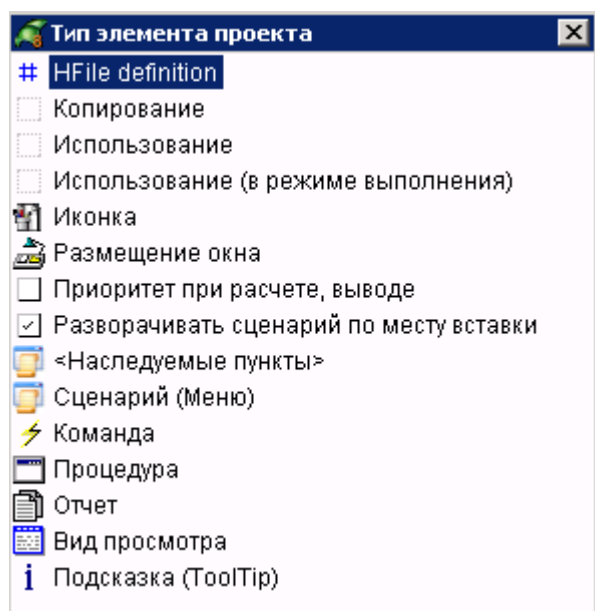 Тип элемента проекта
HFile definition
Копирование
Использование
Использование (в режиме выполнения)
Иконка
Размещение окна
Приоритет при расчете, выводе
Разворачивать сценарий по месту вставки
<Наследуемые пункты>
Сценарий (Меню)
Команда
Процедура
Отчет
Вид просмотра
Подсказка (ToolTip)